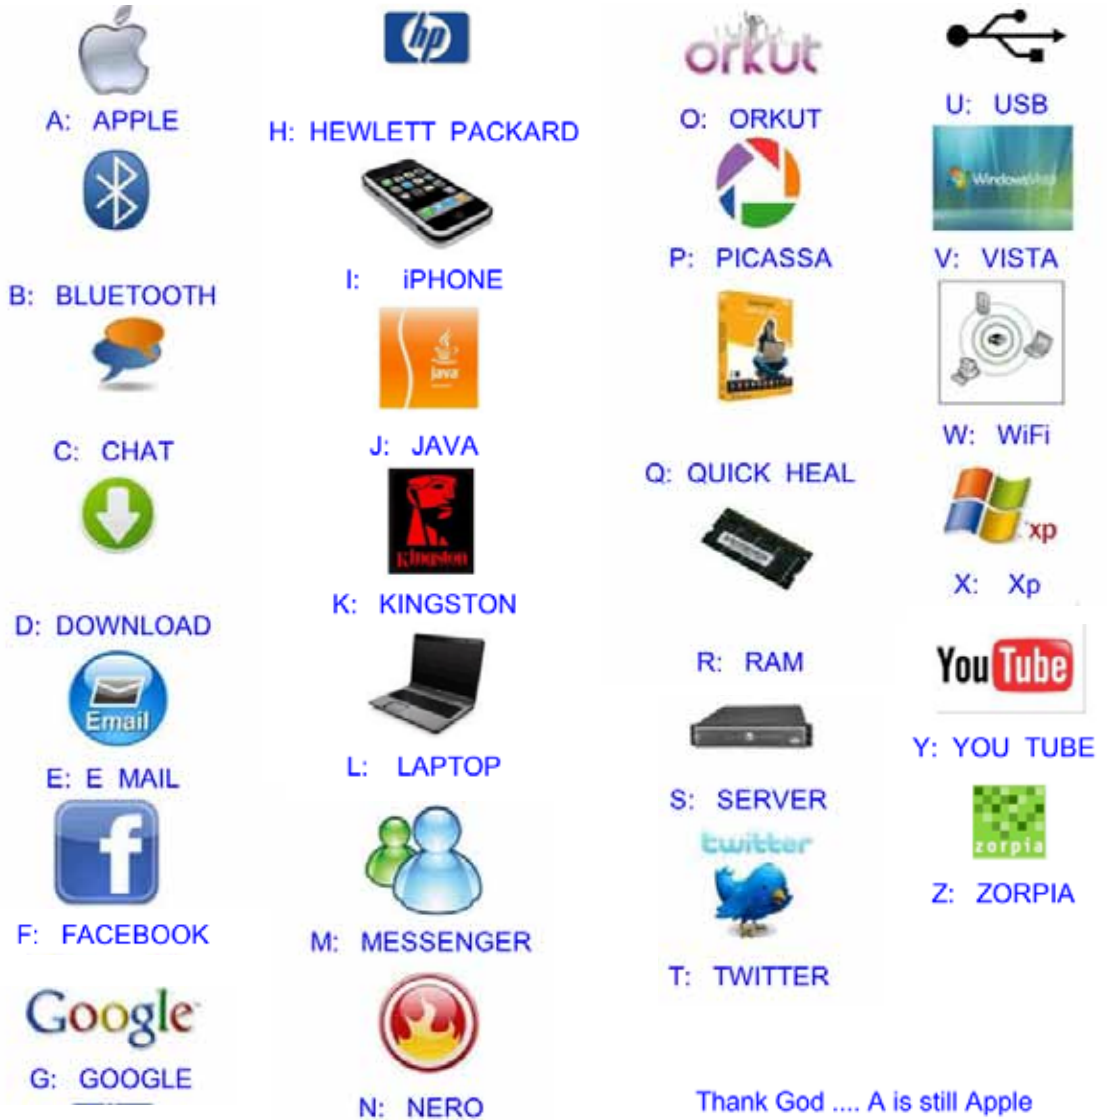 A: APPLE
B: BLUETOOTH
C: CHAT
D: DOWNLOAD
Email
E: E MAIL
f
F: FACEBOOK
Google
G: GOOGLE
hp
H: HEWLETT PACKARD
I: iPHONE
Java
J: JAVA
Kingston
K: KINGSTON
L: LAPTOP
M: MESSENGER
N: NERO
orkut
O: ORKUT
P: PICASSA
Q: QUICK HEAL
R: RAM
S: SERVER
twitter
T: TWITTER
U: USB
WindowsVista
V: VISTA
W: WiFi
xp
X: Xp
YouTube
Y: YOU TUBE
zorpia
Z: ZORPIA
Thank God .... A is still Apple